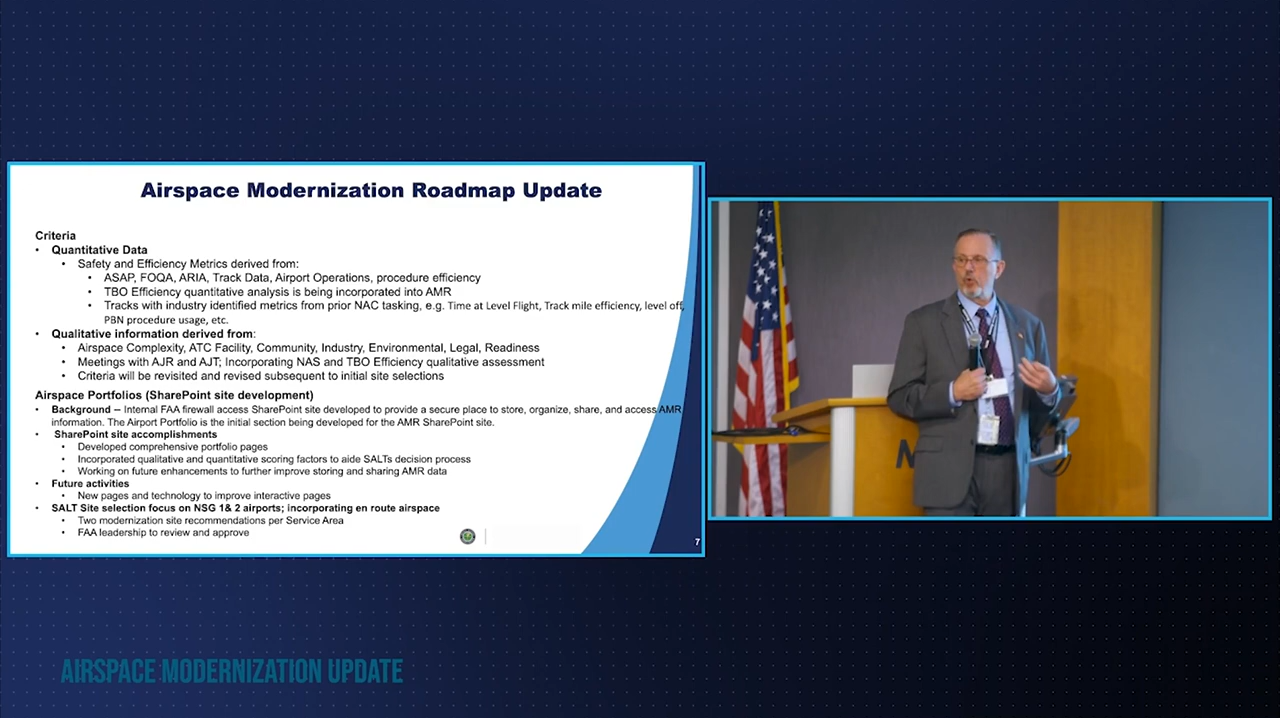 Airspace Modernization Roadmap Update
Criteria
• Quantitative Data
• Safety and Efficiency Metrics derived from:
• ASAP, FOQA, ARIA, Track Data, Airport Operations, procedure efficiency
• TBO Efficiency quantitative analysis is being incorporated into AMR
• Tracks with industry identified metrics from prior NAC tasking, e.g. Time at Level Flight, Track mile efficiency, level off,
PBN procedure usage, etc.
• Qualitative information derived from:
• Airspace Complexity, ATC Facility, Community, Industry, Environmental, Legal, Readiness
• Meetings with AJR and AJT; Incorporating NAS and TBO Efficiency qualitative assessment
• Criteria will be revisited and revised subsequent to initial site selections
Airspace Portfolios (SharePoint site development)
• Background – Internal FAA firewall access SharePoint site developed to provide a secure place to store, organize, share, and access AMR
information. The Airport Portfolio is the initial section being developed for the AMR SharePoint site.
• SharePoint site accomplishments
• Developed comprehensive portfolio pages
• Incorporated qualitative and quantitative scoring factors to aide SALTs decision process
• Working on future enhancements to further improve storing and sharing AMR data
• Future activities
• New pages and technology to improve interactive pages
• SALT Site selection focus on NSG 1& 2 airports; incorporating en route airspace
• Two modernization site recommendations per Service Area
• FAA leadership to review and approve
7
M
AIRSPACE MODERNIZATION UPDATE